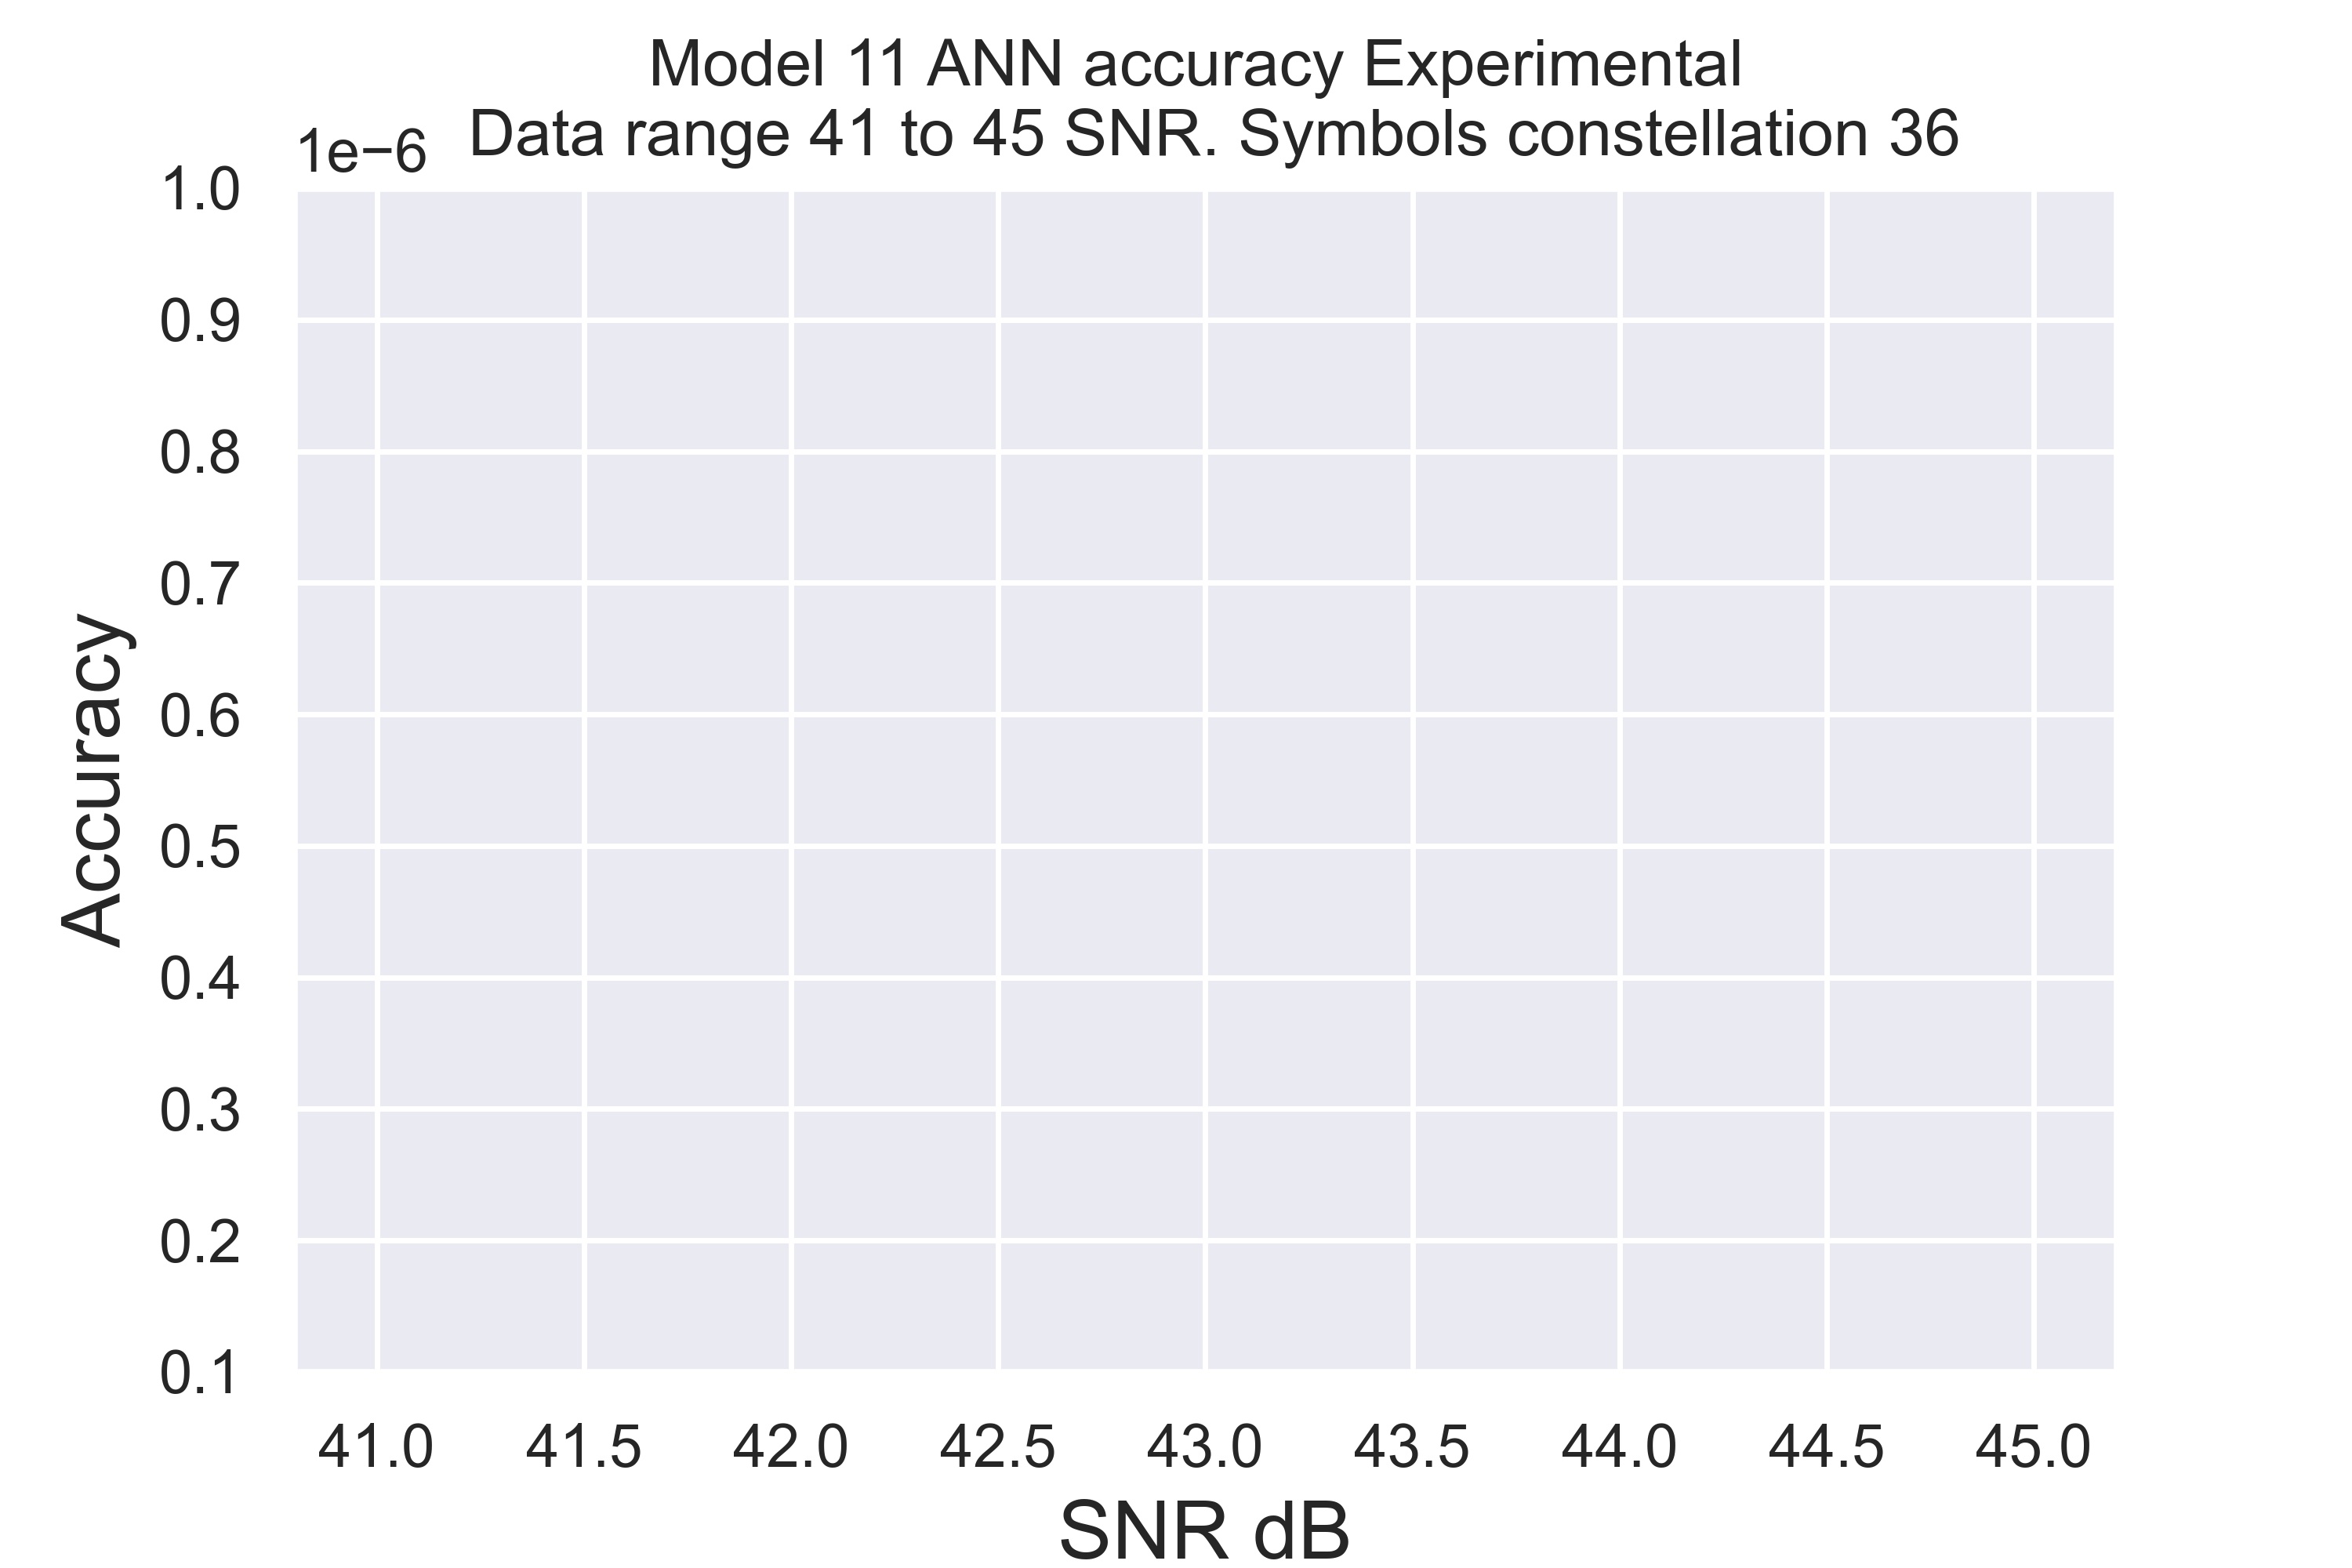 Model 11 ANN accuracy Experimental
Data range 41 to 45 SNR. Symbols constellation 36
1e−6
1.0
0.9
0.8
0.7
0.6
0.5
0.4
0.3
0.2
0.1
Accuracy
41.0 41.5 42.0 42.5 43.0 43.5 44.0 44.5 45.0
SNR dB